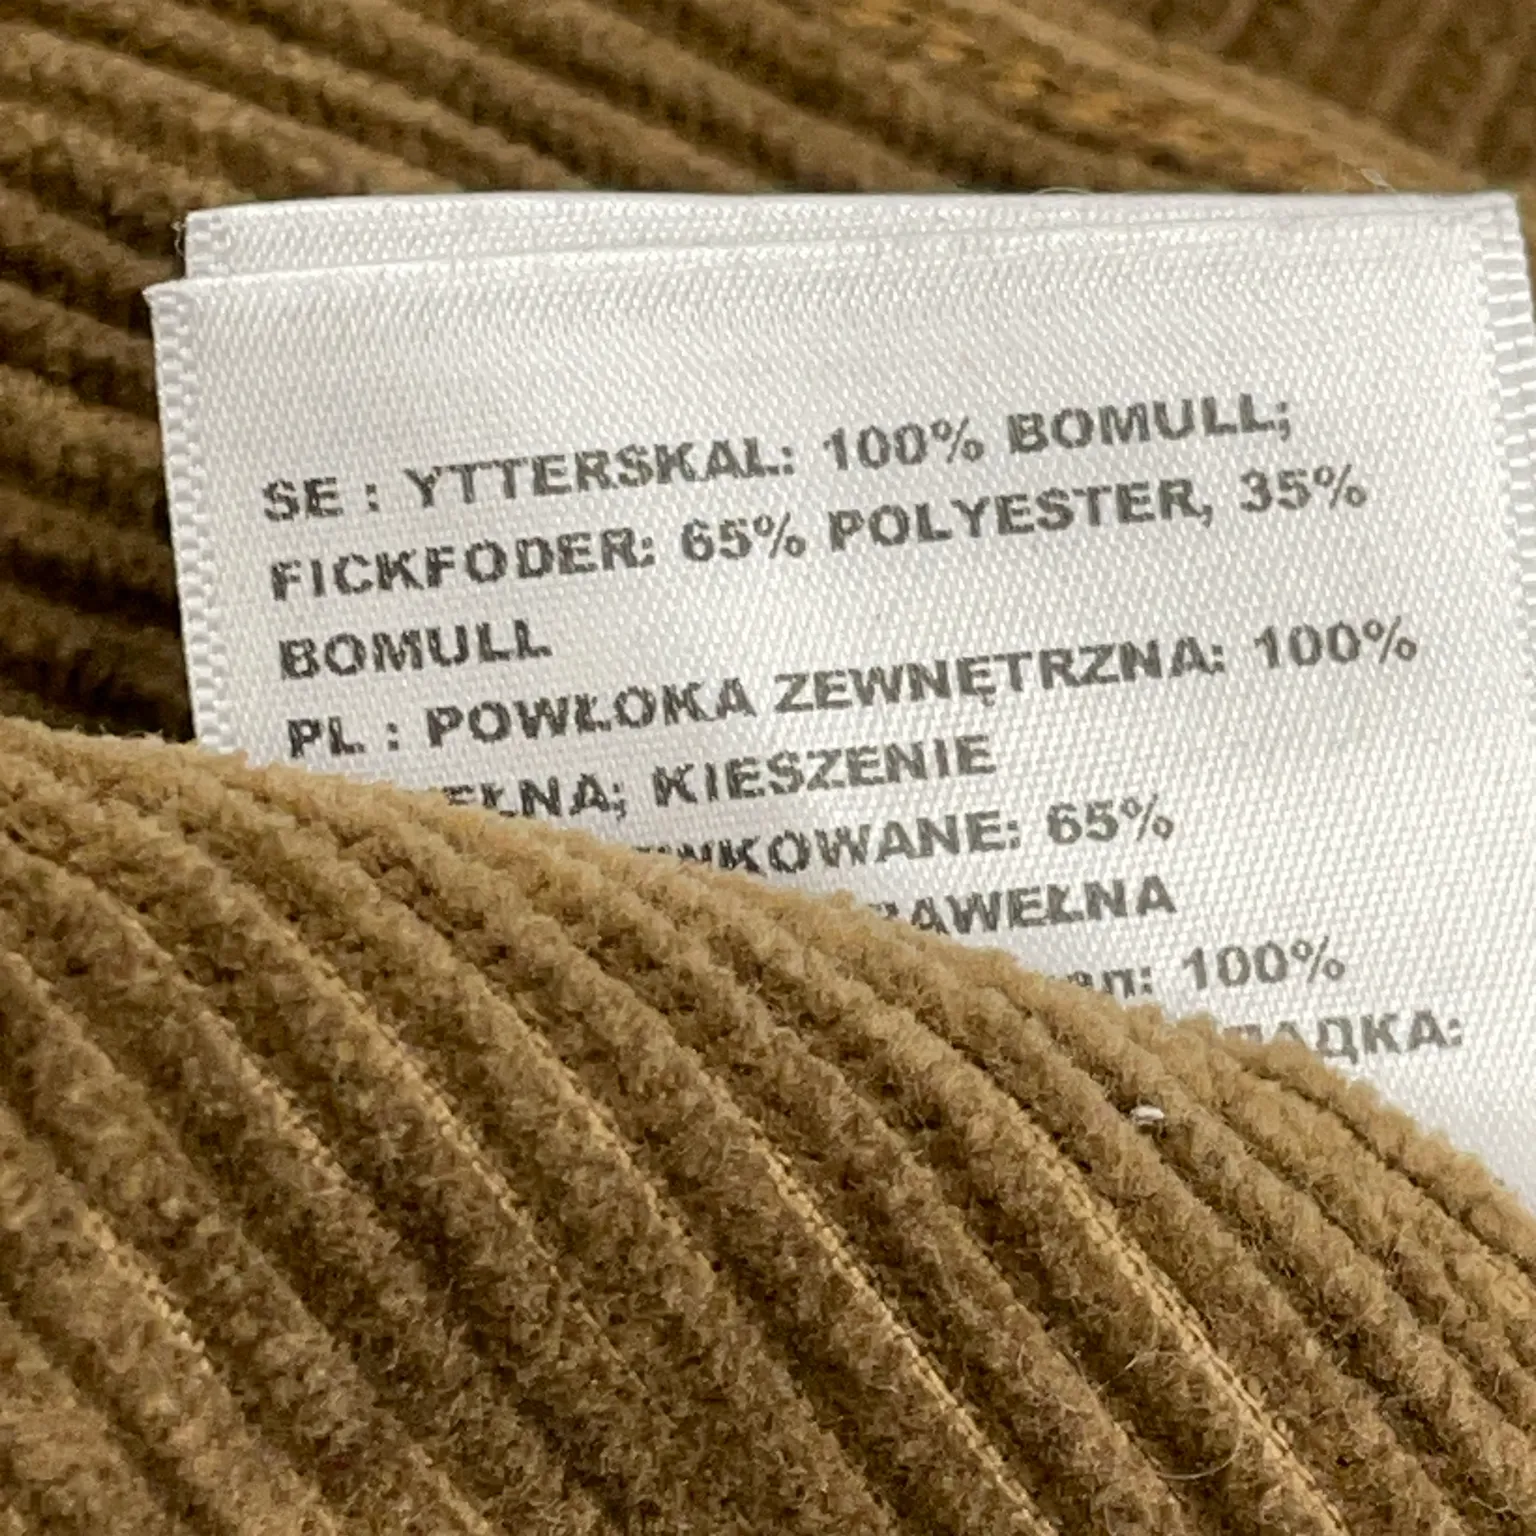 SE : YTTERSKAL: 100% BOMULL;
FICKFODER: 65% POLYESTER, 35%
BOMULL
PL : POWŁOKA ZEWNĘTRZNA: 100%
KIESZENIE
65%
100%